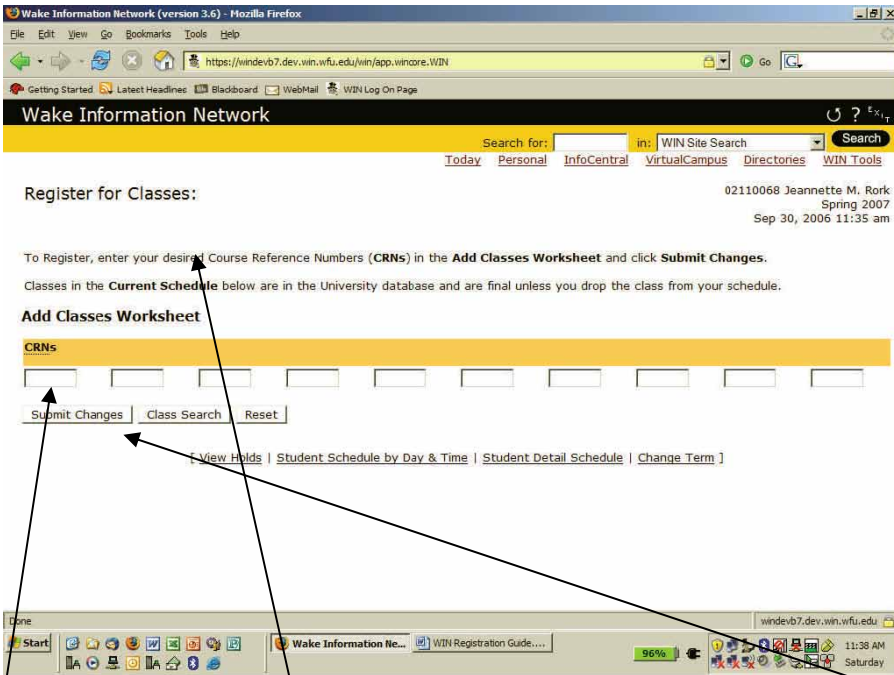 Wake Information Network (version 3.6) - Mozilla Firefox
File Edit View Go Bookmarks Tools Help
https://windevb7.dev.win.wfu.edu/win/app.wincore.WIN Go
Getting Started Latest Headlines Blackboard WebMail WIN Log On Page
Wake Information Network ? EXIT
Search for: in: WIN Site Search Search
Today Personal InfoCentral VirtualCampus Directories WIN Tools
Register for Classes:
02110068 Jeannette M. Rork
Spring 2007
Sep 30, 2006 11:35 am
To Register, enter your desired Course Reference Numbers (CRNs) in the Add Classes Worksheet and click Submit Changes.
Classes in the Current Schedule below are in the University database and are final unless you drop the class from your schedule.
Add Classes Worksheet
CRNs
Submit Changes Class Search Reset
[ View Holds | Student Schedule by Day & Time | Student Detail Schedule | Change Term ]
Done windevb7.dev.win.wfu.edu
Start Wake Information Ne... WIN Registration Guide.... 96% 11:38 AM
Saturday